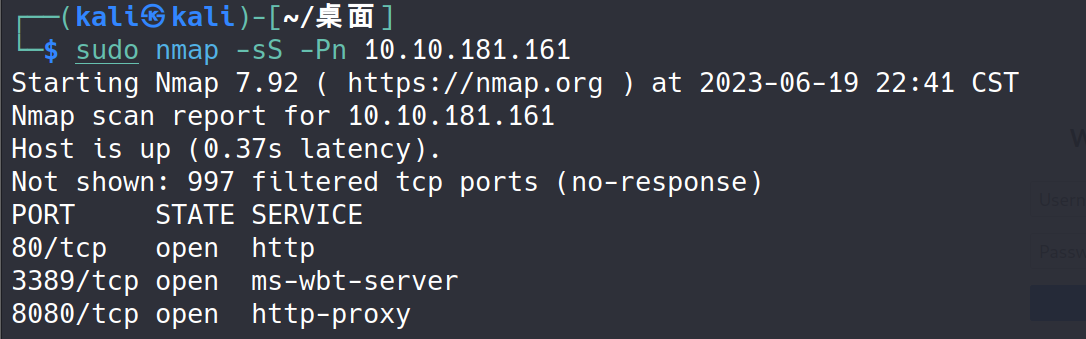 ┌──(kali㉿kali)-[~/桌面]
└─$ sudo nmap -sS -Pn 10.10.181.161
Starting Nmap 7.92 ( https://nmap.org ) at 2023-06-19 22:41 CST
Nmap scan report for 10.10.181.161
Host is up (0.37s latency).
Not shown: 997 filtered tcp ports (no-response)
PORT     STATE SERVICE
80/tcp   open  http
3389/tcp open  ms-wbt-server
8080/tcp open  http-proxy